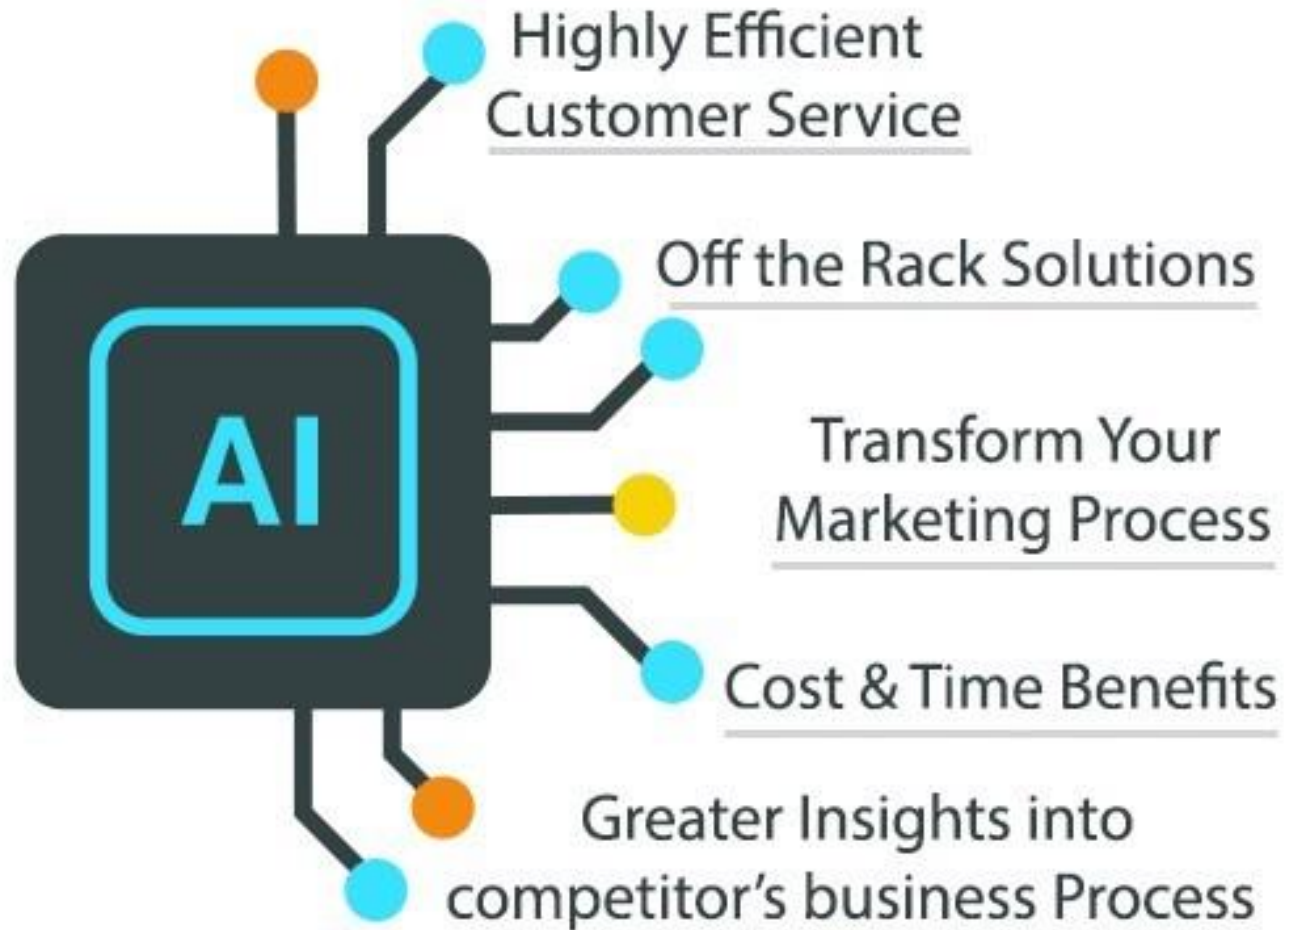 Highly Efficient
Customer Service
Off the Rack Solutions
AI
Transform Your
Marketing Process
Cost & Time Benefits
Greater Insights into
competitor’s business Process